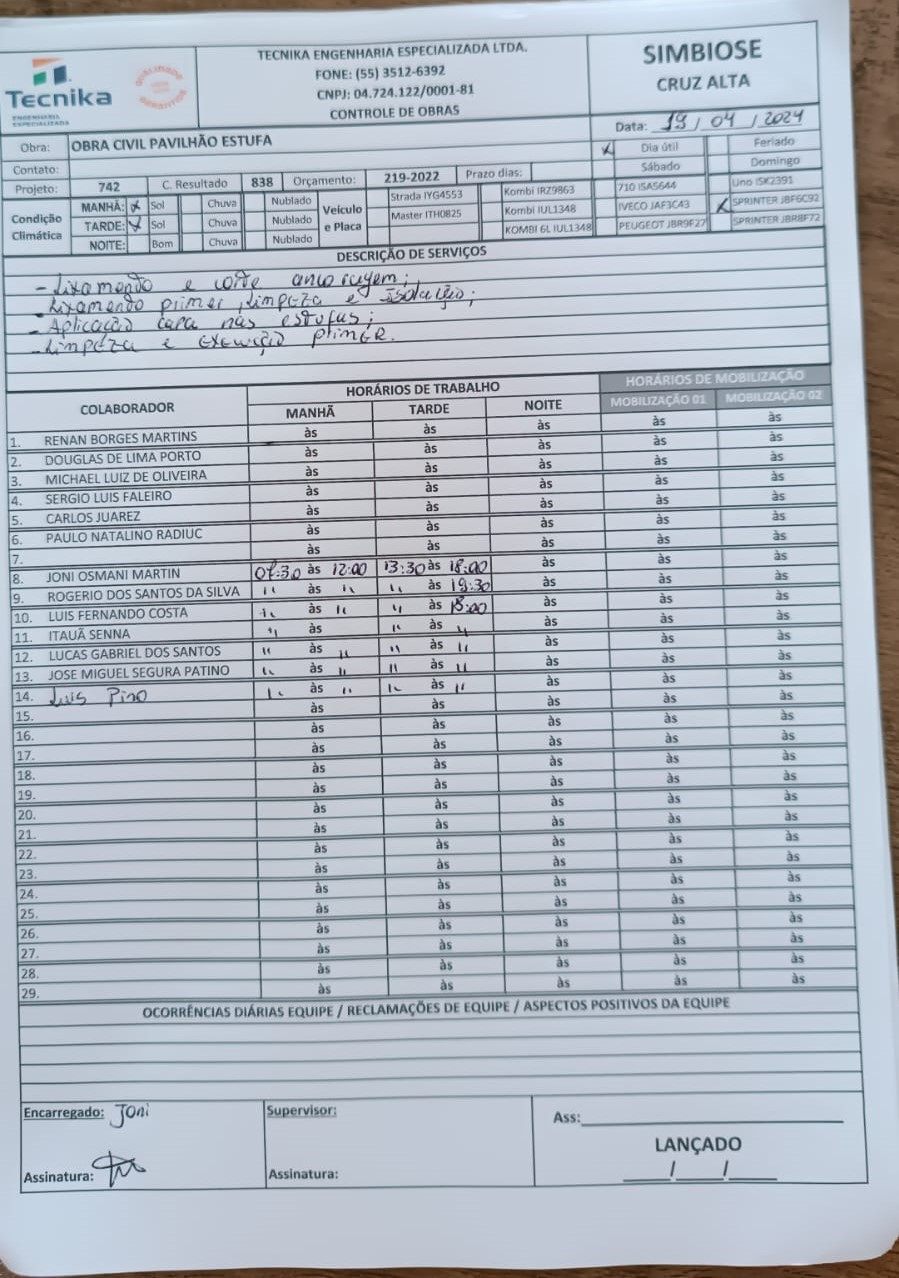 Tecnika
ENGENHARIA
ESPECIALIZADA
QUALIDADE
TECNIKA ENGENHARIA ESPECIALIZADA LTDA.
FONE: (55) 3512-6392
CNPJ: 04.724.122/0001-81
CONTROLE DE OBRAS
SIMBIOSE
CRUZ ALTA
Obra: OBRA CIVIL PAVILHÃO ESTUFA
Data: 19/04/2024
Contato:
x Dia útil Feriado
Sábado Domingo
Projeto: 742 C. Resultado 838 Orçamento: 219-2022 Prazo dias:
Condição Climática
MANHÃ: x Sol Chuva Nublado
TARDE: x Sol Chuva Nublado
NOITE: Bom Chuva Nublado
Veículo e Placa
Strada IYG4553 Kombi IRZ9863 710 ISA5644 Uno ISK2391
Master ITH0825 Kombi IUL1348 IVECO JAF3C43 x SPRINTER JBF6C92
KOMBI 6L IUL1348 PEUGEOT JBR9F27 SPRINTER JBR8F72
DESCRIÇÃO DE SERVIÇOS
- Lixamento e corte ancoragem;
- Lixamento primer, limpeza e isolação;
- Aplicação capa nas estufas;
- Limpeza e execução primer.
COLABORADOR HORÁRIOS DE TRABALHO HORÁRIOS DE MOBILIZAÇÃO
MANHÃ TARDE NOITE MOBILIZAÇÃO 01 MOBILIZAÇÃO 02
1. RENAN BORGES MARTINS às às às às às
2. DOUGLAS DE LIMA PORTO às às às às às
3. MICHAEL LUIZ DE OLIVEIRA às às às às às
4. SERGIO LUIS FALEIRO às às às às às
5. CARLOS JUAREZ às às às às às
6. PAULO NATALINO RADIUC às às às às às
7. às às às às às
8. JONI OSMANI MARTIN 07:30 às 12:00 13:30 às 18:00 às às às
9. ROGERIO DOS SANTOS DA SILVA " às " " às 19:30 às às às
10. LUIS FERNANDO COSTA " às " " às 18:00 às às às
11. ITAUÃ SENNA " às " às " às às às
12. LUCAS GABRIEL DOS SANTOS " às " " às " às às às
13. JOSE MIGUEL SEGURA PATINO " às " " às " às às às
14. Luis Pino " às " " às " às às às
15. às às às às às
16. às às às às às
17. às às às às às
18. às às às às às
19. às às às às às
20. às às às às às
21. às às às às às
22. às às às às às
23. às às às às às
24. às às às às às
25. às às às às às
26. às às às às às
27. às às às às às
28. às às às às às
29. às às às às às
OCORRÊNCIAS DIÁRIAS EQUIPE / RECLAMAÇÕES DE EQUIPE / ASPECTOS POSITIVOS DA EQUIPE
Encarregado: Joni
Supervisor:
Ass:
LANÇADO
Assinatura:
Assinatura:
/ /